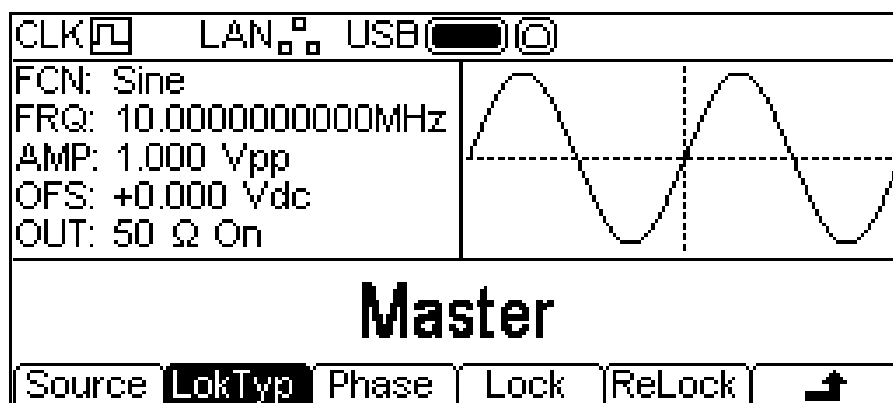 CLK LAN USB
FCN: Sine
FRQ: 10.0000000000MHz
AMP: 1.000 Vpp
OFS: +0.000 Vdc
OUT: 50 Ω On
Master
Source LokTyp Phase Lock ReLock